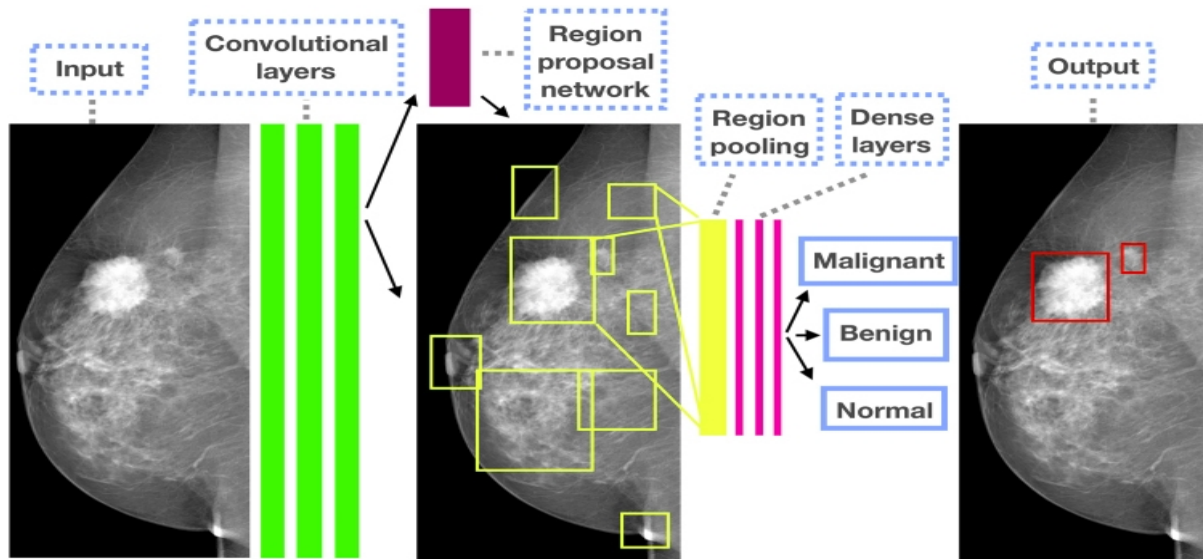 Input
Convolutional
layers
Region
proposal
network
Region
pooling
Dense
layers
Malignant
Benign
Normal
Output